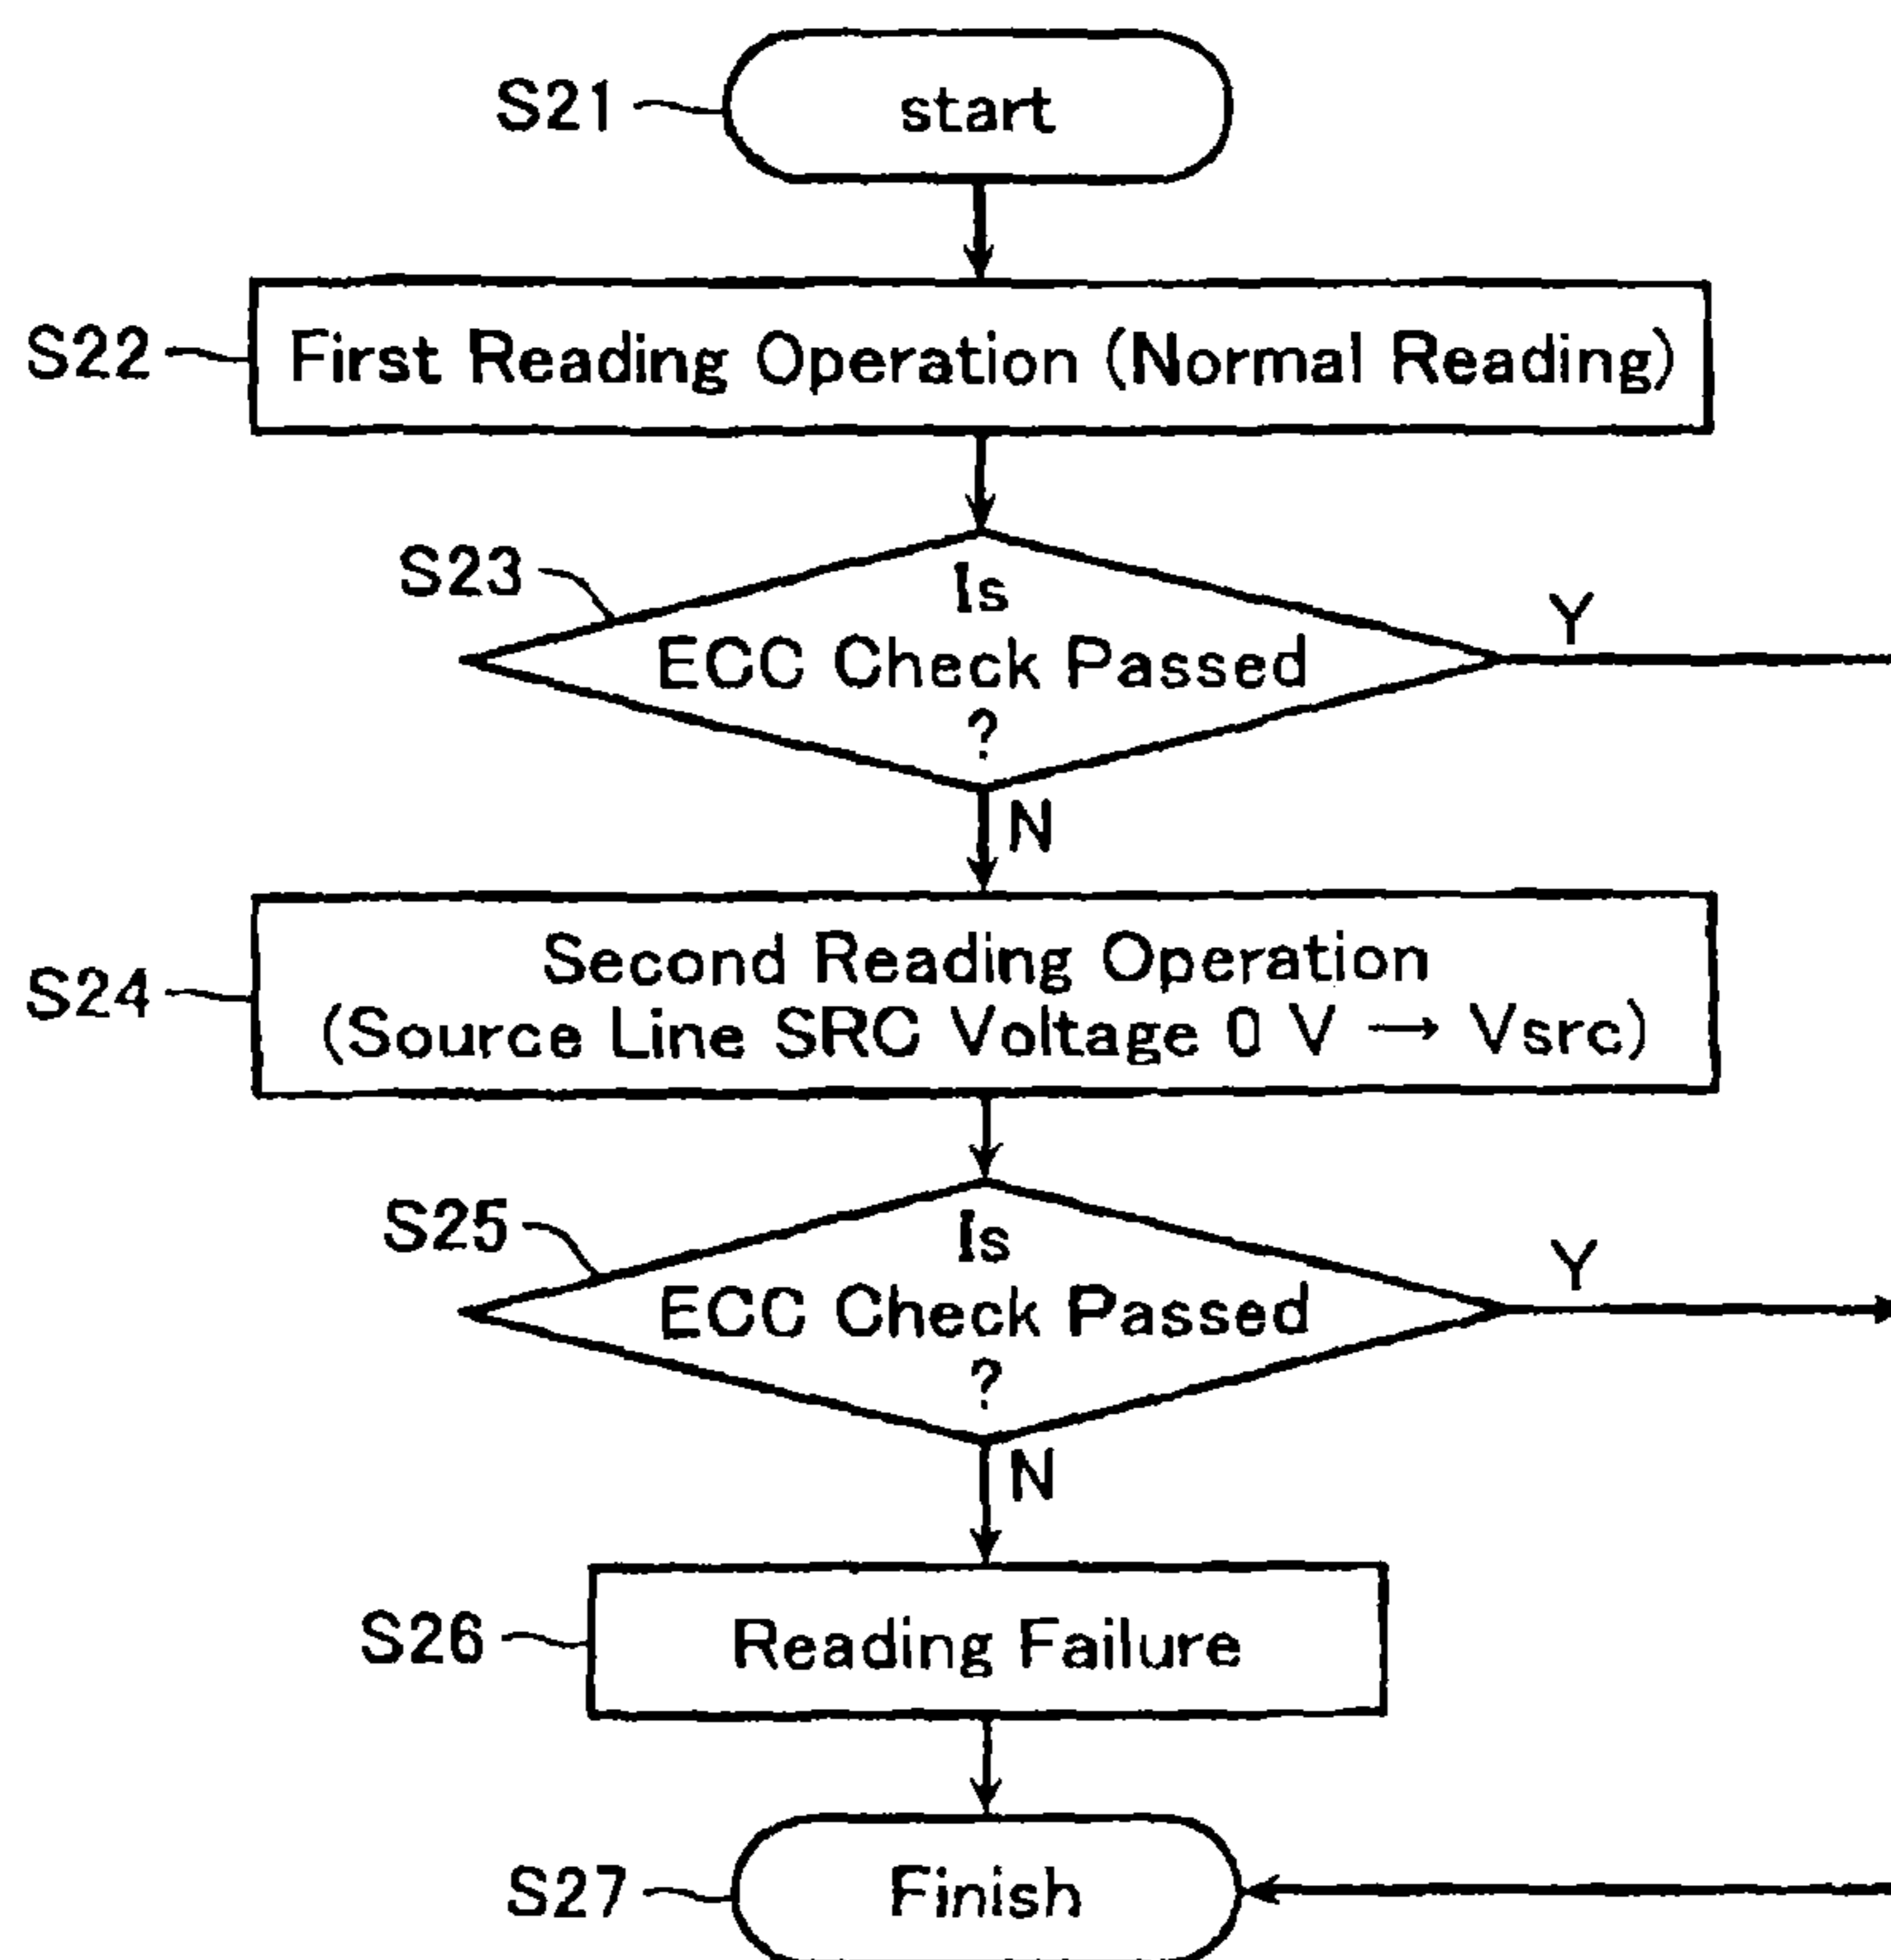 S21
start
S22
First Reading Operation (Normal Reading)
S23
Is
ECC Check Passed
?
Y
N
S24
Second Reading Operation
(Source Line SRC Voltage 0 V → Vsrc)
S25
Is
ECC Check Passed
?
Y
N
S26
Reading Failure
S27
Finish